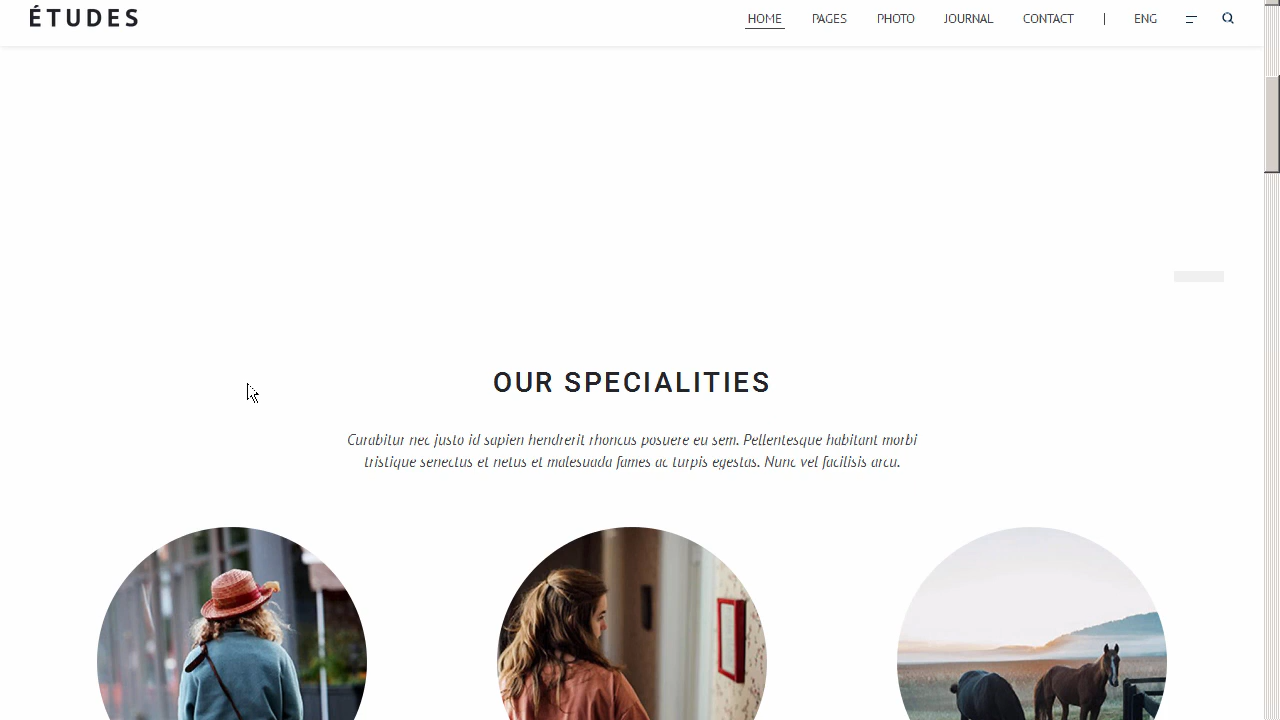 ÉTUDES
HOME PAGES PHOTO JOURNAL CONTACT | ENG
OUR SPECIALITIES
Curabitur nec justo id sapien hendrerit rhoncus posuere eu sem. Pellentesque habitant morbi
tristique senectus et netus et malesuada fames ac turpis egestas. Nunc vel facilisis arcu.